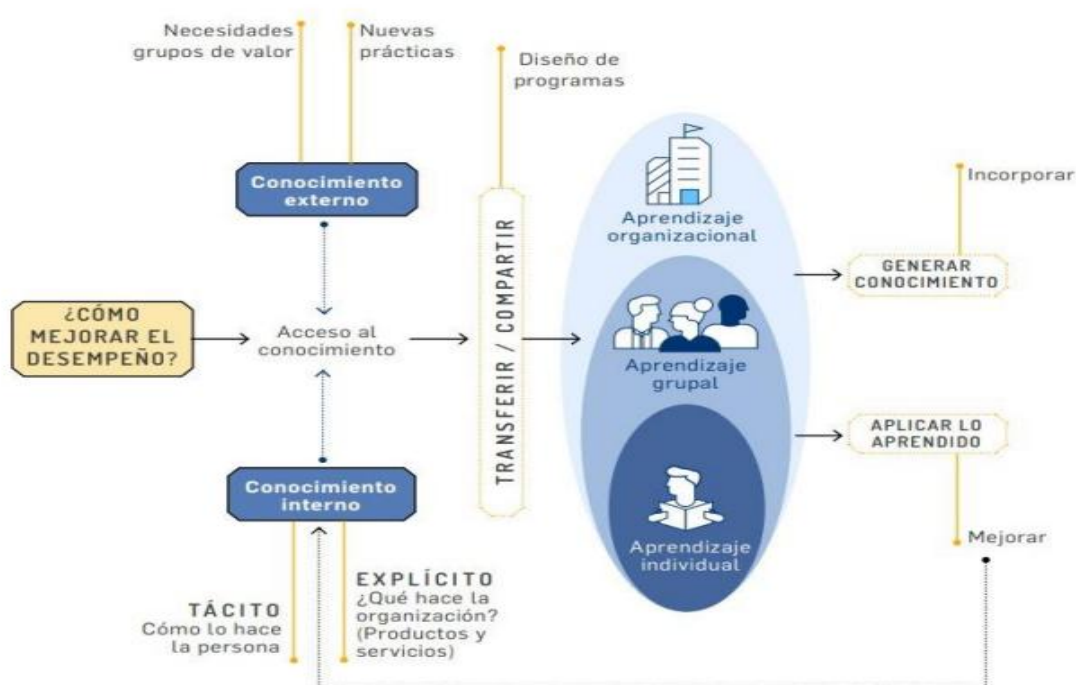 Necesidades
grupos de valor
Nuevas
prácticas
Diseño de
programas
Conocimiento
externo
Aprendizaje
organizacional
Incorporar
GENERAR
CONOCIMIENTO
¿CÓMO
MEJORAR EL
DESEMPEÑO?
Acceso al
conocimiento
TRANSFERIR / COMPARTIR
Aprendizaje
grupal
APLICAR LO
APRENDIDO
Conocimiento
interno
Aprendizaje
individual
Mejorar
TÁCITO
Cómo lo hace
la persona
EXPLÍCITO
¿Qué hace la
organización?
(Productos y
servicios)